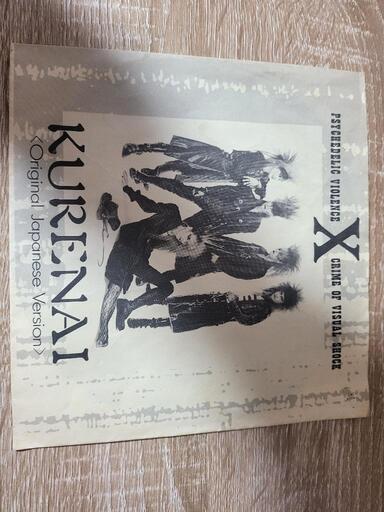 PSYCHEDELIC VIOLENCE
X
CRIME OF VISUAL SHOCK
KURENAI
<Original Japanese Version>